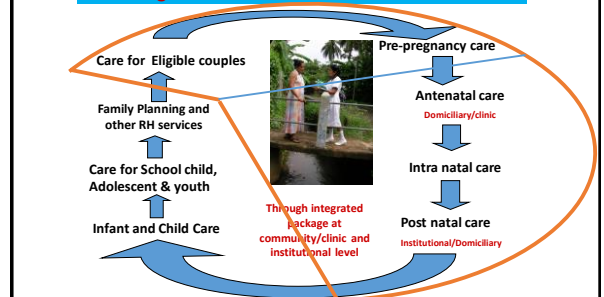 Care for Eligible couples
Family Planning and
other RH services
Care for School child,
Adolescent & youth
Infant and Child Care
Through integrated
package at
community/clinic and
institutional level
Pre-pregnancy care
Antenatal care
Domiciliary/clinic
Intra natal care
Post natal care
Institutional/Domiciliary